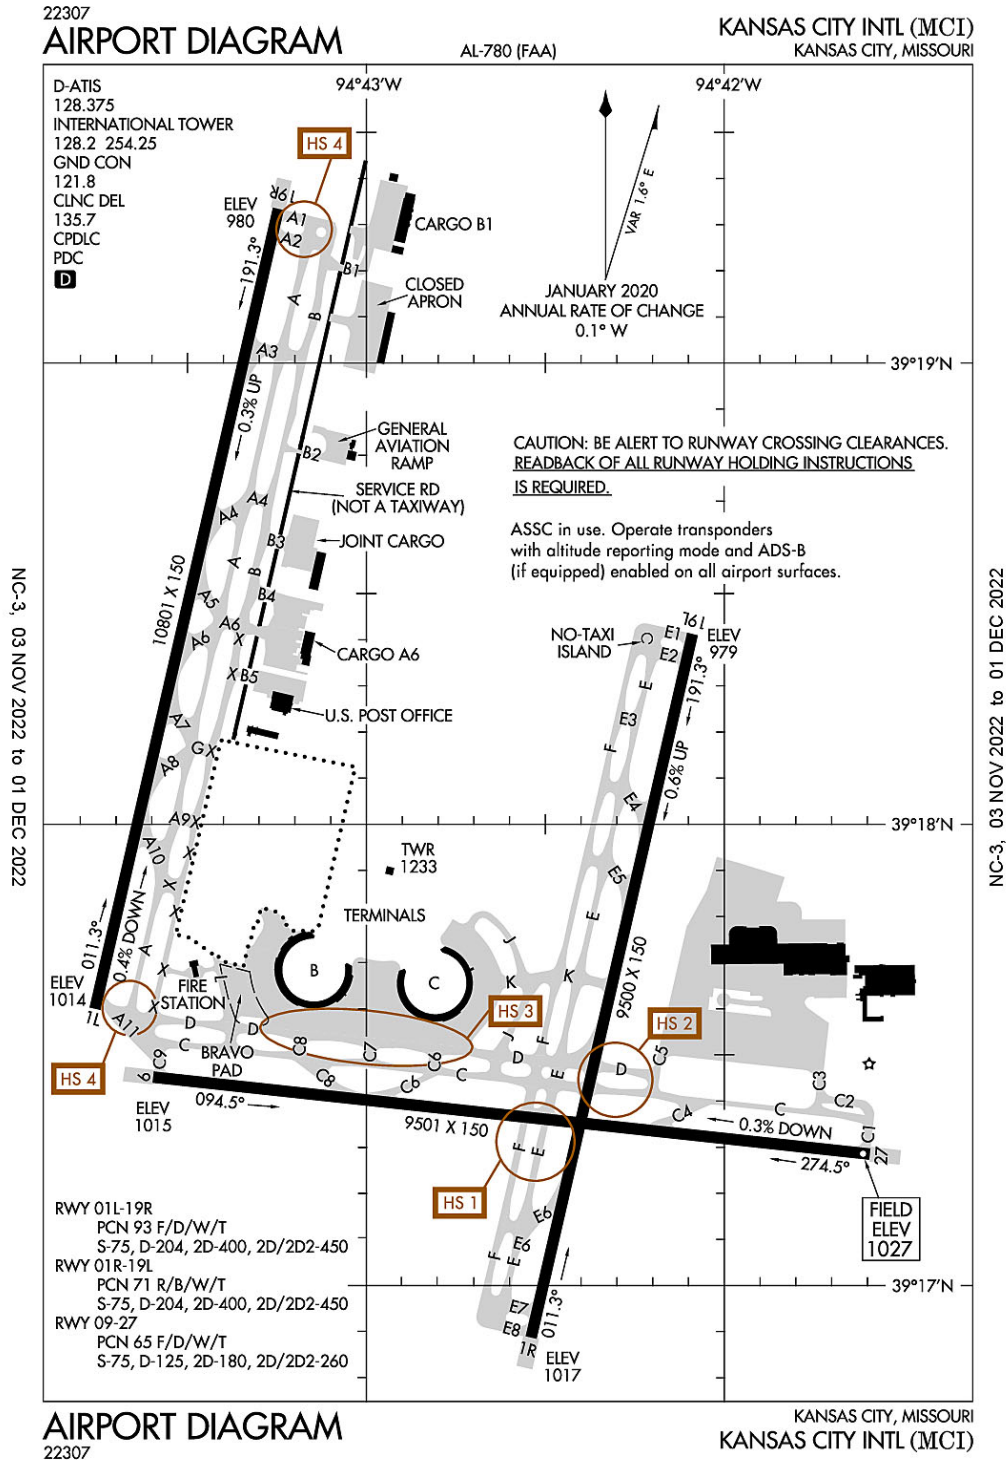 22307
AIRPORT DIAGRAM
AL-780 (FAA)
KANSAS CITY INTL (MCI)
KANSAS CITY, MISSOURI
D-ATIS
128.375
INTERNATIONAL TOWER
128.2 254.25
GND CON
121.8
CLNC DEL
135.7
CPDLC
PDC
D
94°43'W
94°42'W
HS 4
19R
ELEV
980
A1
A2
191.3°
CARGO B1
B1
VAR 1.6° E
JANUARY 2020
ANNUAL RATE OF CHANGE
0.1° W
CLOSED
APRON
A
B
A3
39°19'N
0.3% UP
GENERAL
AVIATION
RAMP
B2
CAUTION: BE ALERT TO RUNWAY CROSSING CLEARANCES.
READBACK OF ALL RUNWAY HOLDING INSTRUCTIONS
IS REQUIRED.
SERVICE RD
(NOT A TAXIWAY)
A4
A4
ASSC in use. Operate transponders
with altitude reporting mode and ADS-B
(if equipped) enabled on all airport surfaces.
B3
JOINT CARGO
10801 X 150
A
B
B4
A5
A6
A6
X
CARGO A6
NO-TAXI
ISLAND
C
E1
E2
19L
ELEV
979
191.3°
X
B5
E
U.S. POST OFFICE
A7
E3
G
X
F
A8
0.6% UP
E4
A9
X
39°18'N
A10
X
TWR
1233
E5
X
X
TERMINALS
E
011.3°
0.4% DOWN
A
J
9500 X 150
B
C
K
K
X
ELEV
1014
1L
FIRE
STATION
L
X
A11
D
D
HS 3
HS 2
J
F
C
C8
C7
C6
D
C5
BRAVO
PAD
C9
HS 4
C8
C6
C
E
D
C3
C2
9
094.5°
ELEV
1015
9501 X 150
C4
C
0.3% DOWN
C1
F
E
274.5°
27
HS 1
FIELD
ELEV
1027
RWY 01L-19R
PCN 93 F/D/W/T
S-75, D-204, 2D-400, 2D/2D2-450
RWY 01R-19L
PCN 71 R/B/W/T
S-75, D-204, 2D-400, 2D/2D2-450
RWY 09-27
PCN 65 F/D/W/T
S-75, D-125, 2D-180, 2D/2D2-260
E6
E6
F
E
39°17'N
E7
E8
011.3°
1R
ELEV
1017
NC-3, 03 NOV 2022 to 01 DEC 2022
NC-3, 03 NOV 2022 to 01 DEC 2022
AIRPORT DIAGRAM
22307
KANSAS CITY, MISSOURI
KANSAS CITY INTL (MCI)